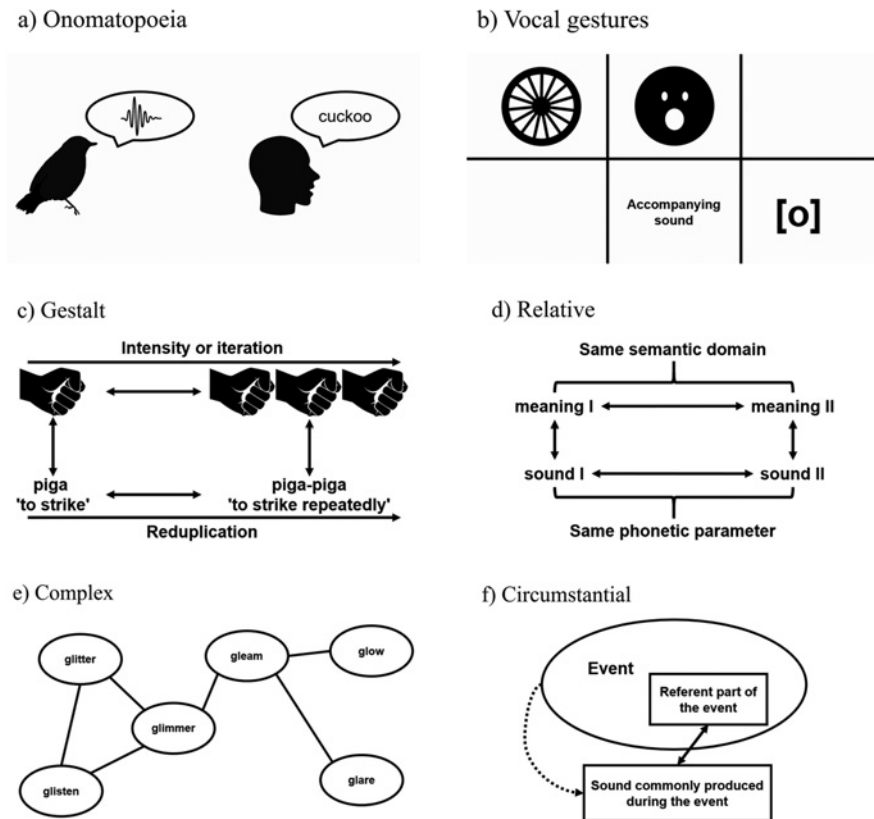 a) Onomatopoeia
cuckoo
b) Vocal gestures
Accompanying
sound
[o]
c) Gestalt
Intensity or iteration
piga
'to strike'
piga-piga
'to strike repeatedly'
Reduplication
d) Relative
Same semantic domain
meaning I
meaning II
sound I
sound II
Same phonetic parameter
e) Complex
glitter
gleam
glow
glimmer
glisten
glare
f) Circumstantial
Event
Referent part of
the event
Sound commonly produced
during the event